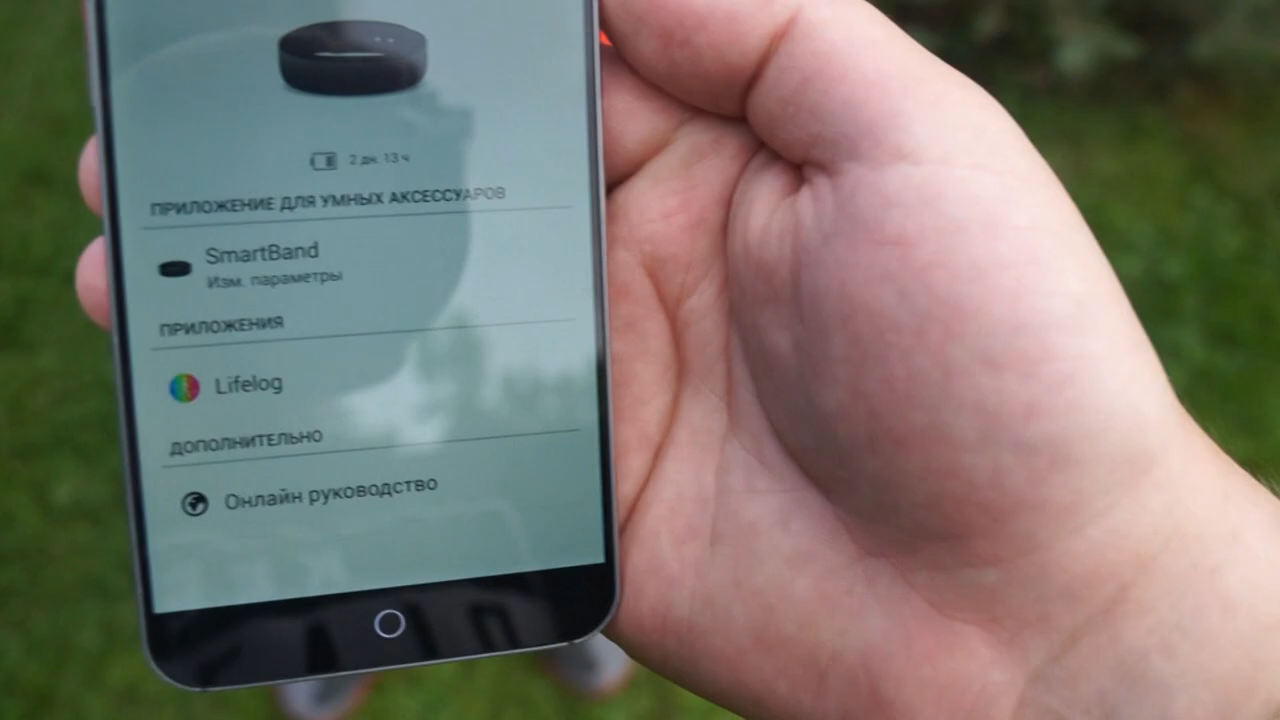 2 дн. 13 ч
ПРИЛОЖЕНИЕ ДЛЯ УМНЫХ АКСЕССУАРОВ
SmartBand
Изм. параметры
ПРИЛОЖЕНИЯ
Lifelog
ДОПОЛНИТЕЛЬНО
Онлайн руководство